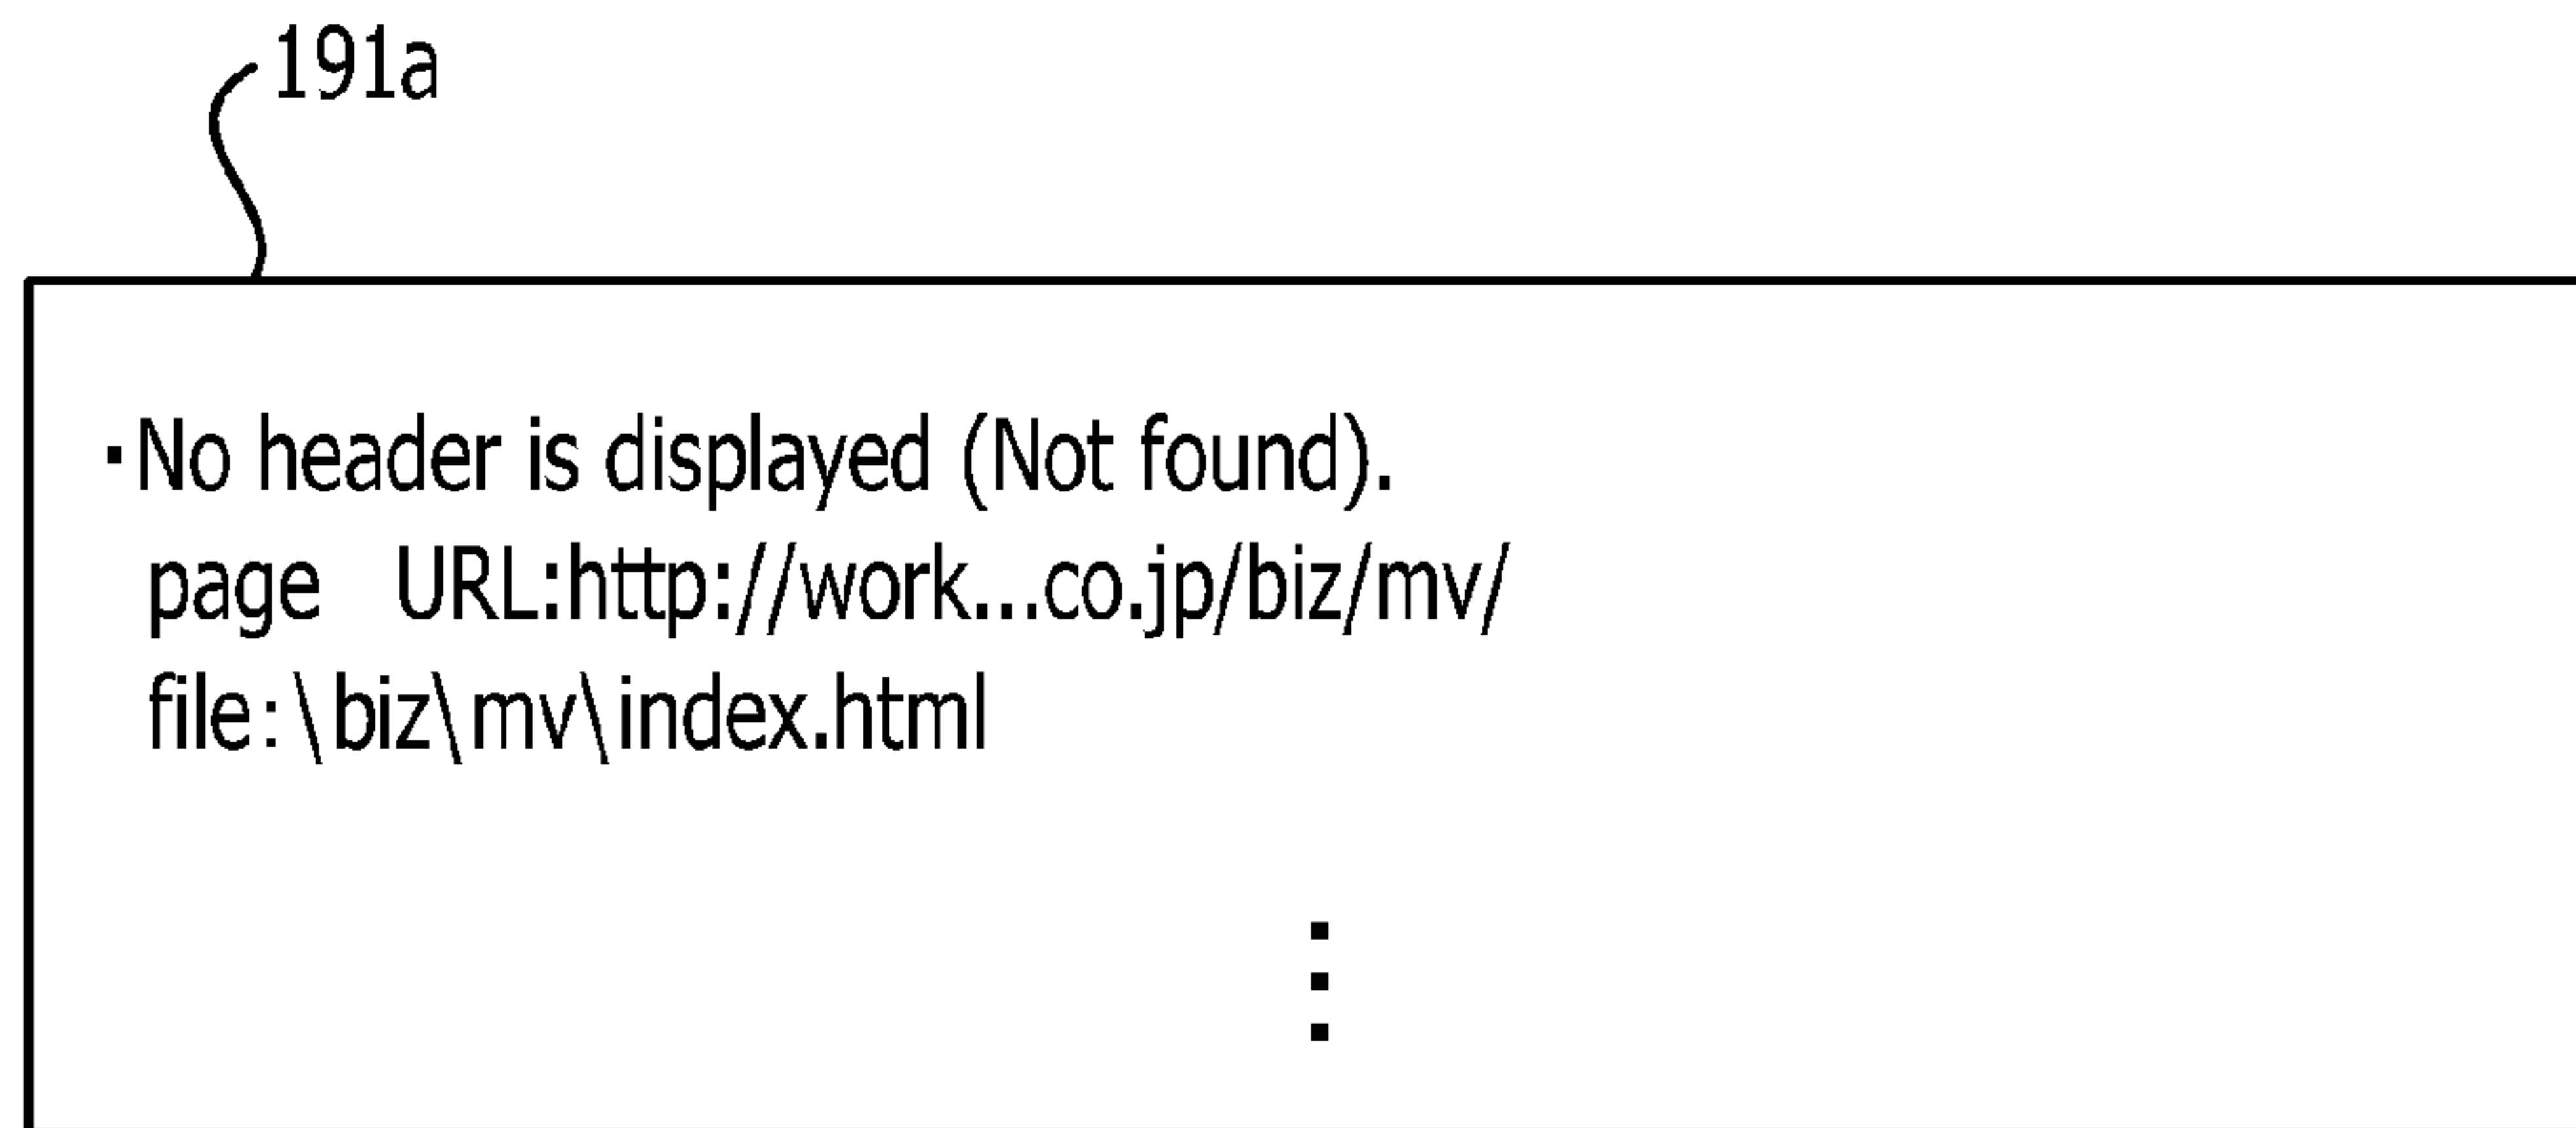 191a
·No header is displayed (Not found).
page URL:http://work...co.jp/biz/mv/
file:\biz\mv\index.html